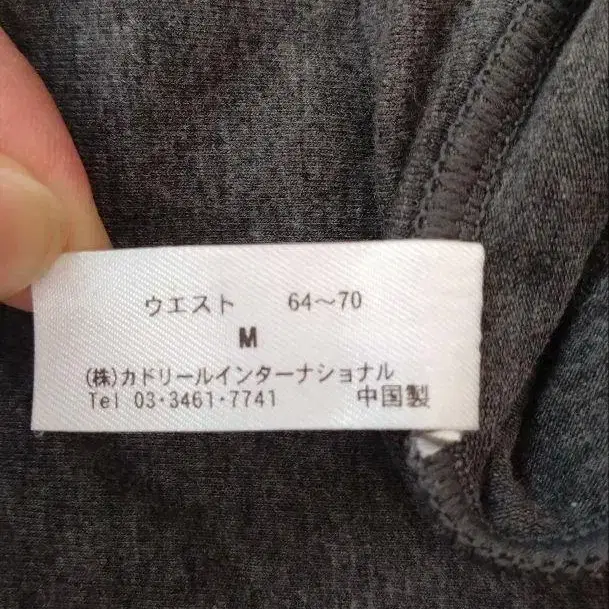 ウエスト 64～70
M
(株)カドリールインターナショナル
Tel 03・3461・7741 中国製